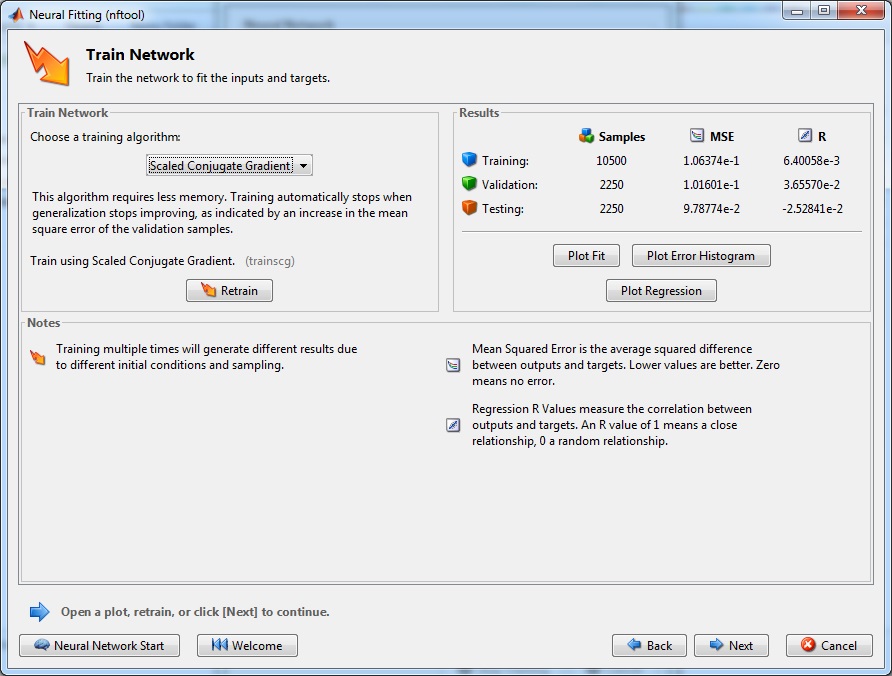 Neural Fitting (nftool)
Train Network
Train the network to fit the inputs and targets.
Train Network
Choose a training algorithm:
Scaled Conjugate Gradient
This algorithm requires less memory. Training automatically stops when
generalization stops improving, as indicated by an increase in the mean
square error of the validation samples.
Train using Scaled Conjugate Gradient. (trainscg)
Retrain
Results
Samples MSE R
Training: 10500 1.06374e-1 6.40058e-3
Validation: 2250 1.01601e-1 3.65570e-2
Testing: 2250 9.78774e-2 -2.52841e-2
Plot Fit Plot Error Histogram
Plot Regression
Notes
Training multiple times will generate different results due
to different initial conditions and sampling.
Mean Squared Error is the average squared difference
between outputs and targets. Lower values are better. Zero
means no error.
Regression R Values measure the correlation between
outputs and targets. An R value of 1 means a close
relationship, 0 a random relationship.
Open a plot, retrain, or click [Next] to continue.
Neural Network Start Welcome Back Next Cancel